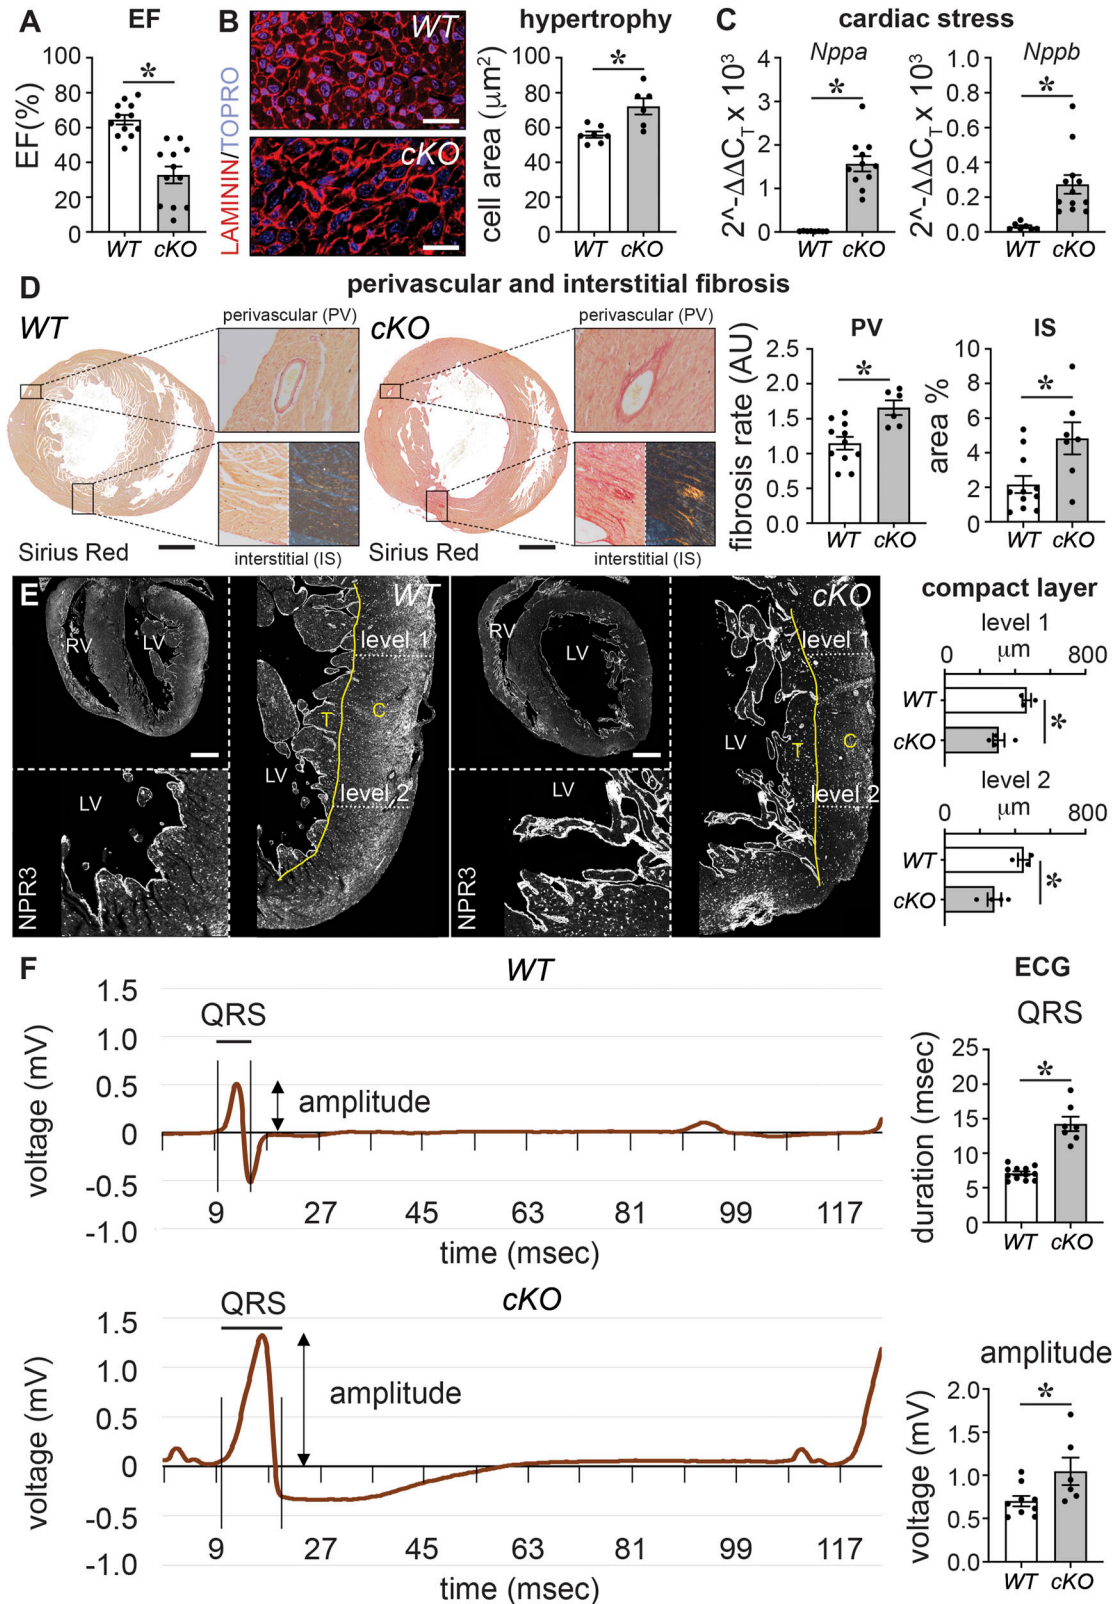 A
EF
EF(%)
100
80
60
40
20
0
WT
cKO
*
B
LAMININ/TOPRO
WT
cKO
hypertrophy
cell area (μm2)
100
80
60
40
20
0
WT
cKO
*
C
cardiac stress
Nppa
2^-ΔΔCT x 103
4
3
2
1
0
WT
cKO
*
Nppb
2^-ΔΔCT x 103
1.0
0.8
0.6
0.4
0.2
0.0
WT
cKO
*
D
perivascular and interstitial fibrosis
WT
perivascular (PV)
Sirius Red
interstitial (IS)
cKO
perivascular (PV)
Sirius Red
interstitial (IS)
PV
fibrosis rate (AU)
2.5
2.0
1.5
1.0
0.5
0.0
WT
cKO
*
IS
area %
10
8
6
4
2
0
WT
cKO
*
E
RV
LV
NPR3
LV
WT
level 1
T
C
LV
level 2
RV
LV
NPR3
LV
cKO
level 1
LV
T
C
level 2
compact layer
level 1
μm
0
800
WT
cKO
*
level 2
μm
0
800
WT
cKO
*
F
WT
voltage (mV)
1.5
1.0
0.5
0
-0.5
-1.0
QRS
amplitude
9
27
45
63
81
99
117
time (msec)
ECG
QRS
duration (msec)
25
20
15
10
5
0
WT
cKO
*
cKO
voltage (mV)
1.5
1.0
0.5
0
-0.5
-1.0
QRS
amplitude
9
27
45
63
81
99
117
time (msec)
amplitude
voltage (mV)
2.0
1.5
1.0
0.5
0.0
WT
cKO
*